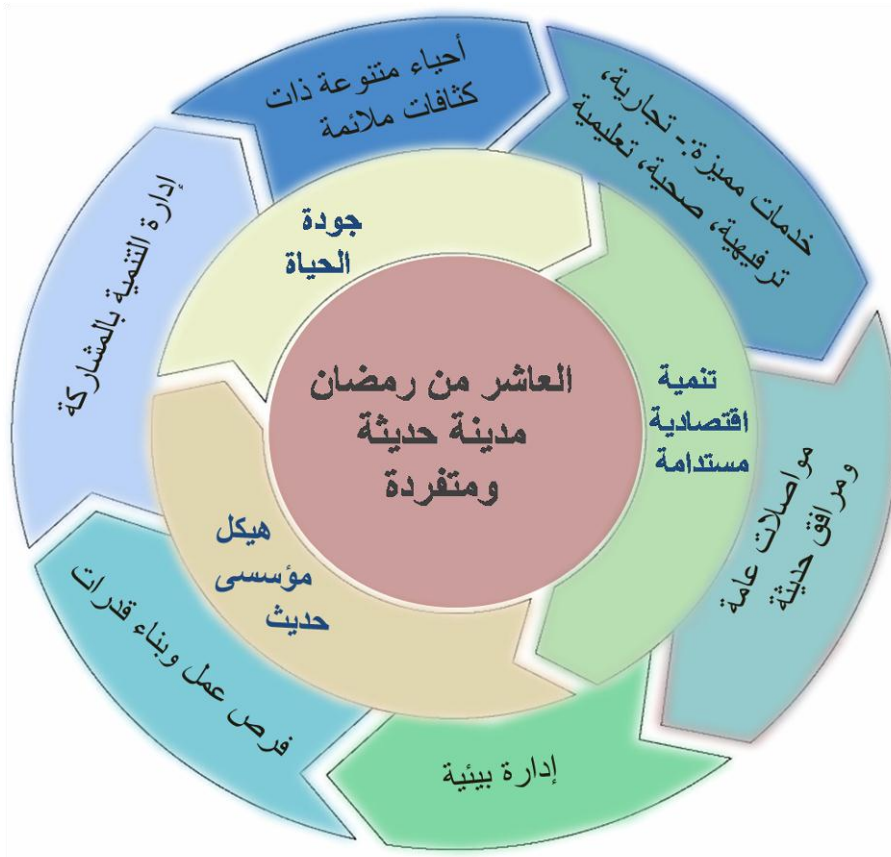 العاشر من رمضان
مدينة حديثة
ومتفردة
جودة
الحياة
تنمية
اقتصادية
مستدامة
هيكل
مؤسسى
حديث
أحياء متنوعة ذات
كثافات ملائمة
خدمات مميزة:- تجارية،
ترفيهية، صحية، تعليمية
مواصلات عامة
ومرافق حديثة
إدارة بيئية
فرص عمل وبناء قدرات
إدارة التنمية بالمشاركة